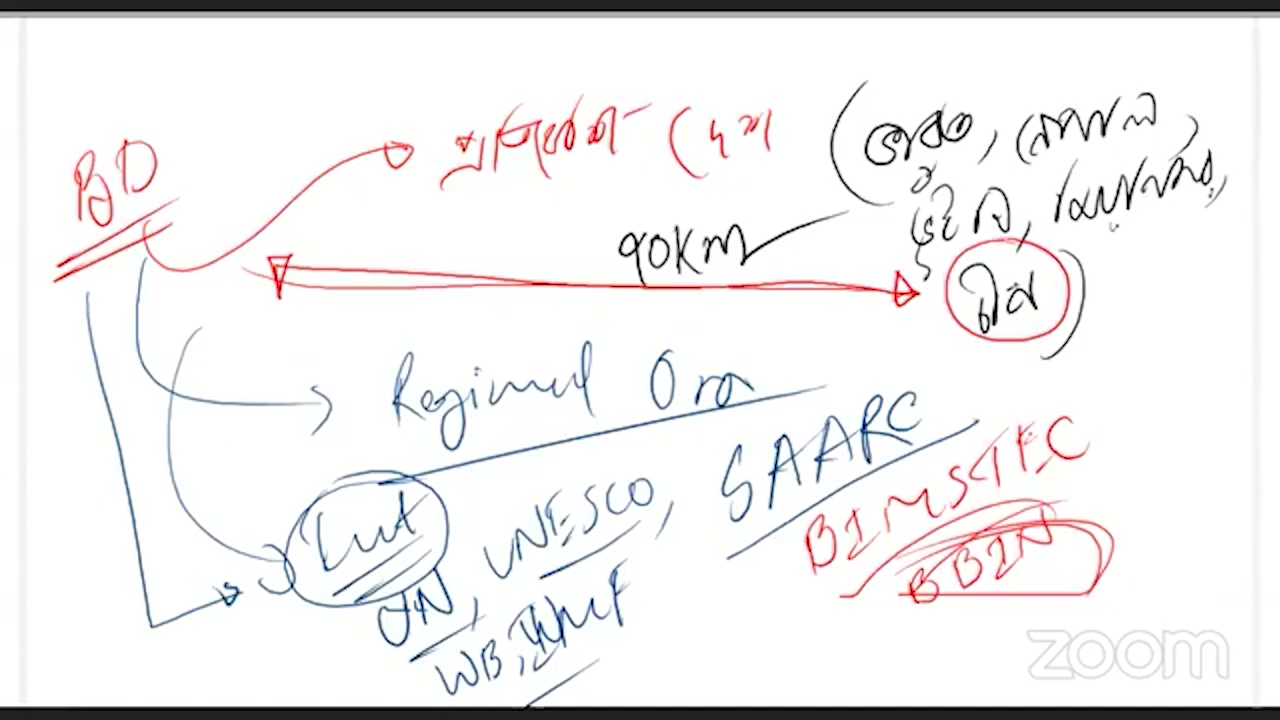 BD
প্রতিবেশী দেশ (ভারত, নেপাল,
ভুটান, মিয়ানমার,
90KM
চীন)
Regional Org
SAARC
BIMSTEC
BBIN
Int
UN, UNESCO,
WB, IMF
zoom